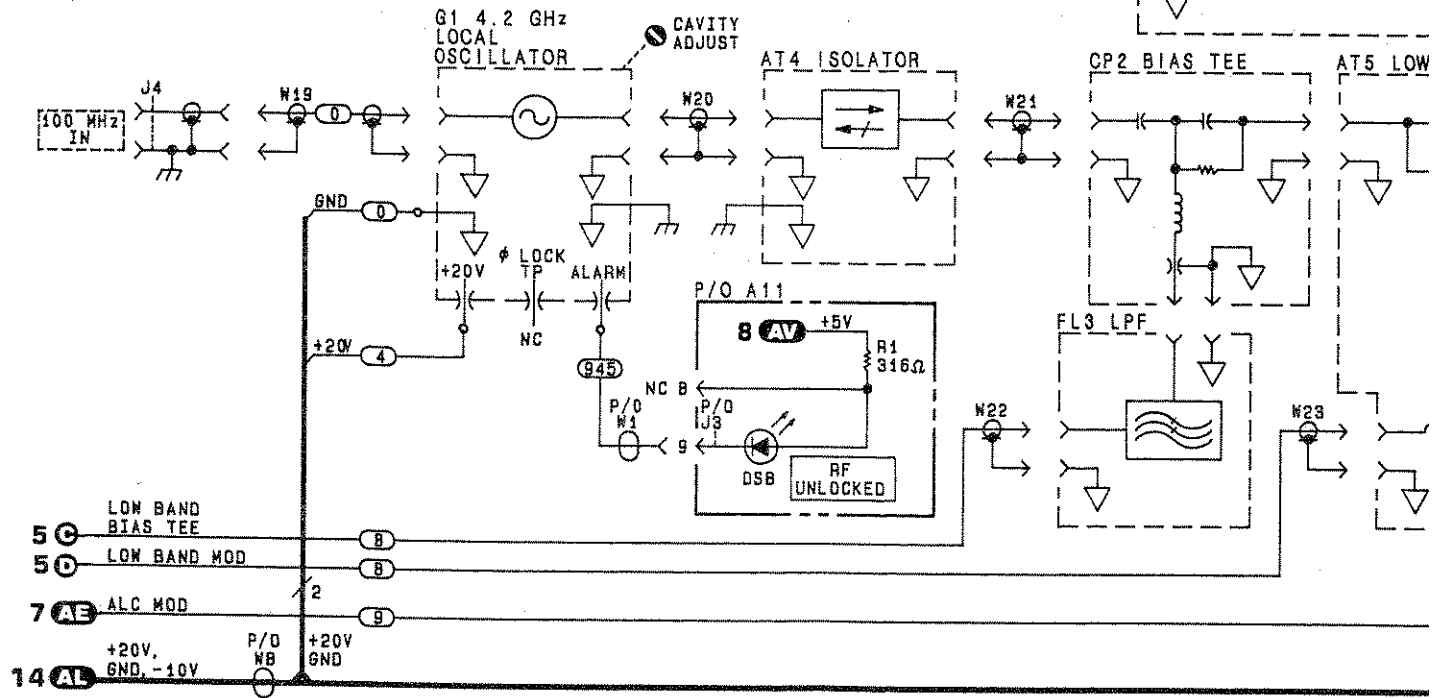 G1 4.2 GHz
LOCAL
OSCILLATOR
CAVITY
ADJUST
AT4 ISOLATOR
CP2 BIAS TEE
AT5 LOW
J4
W19
0
W20
W21
100 MHz
IN
GND
0
+20V
φ LOCK
TP
ALARM
NC
+20V
4
945
P/O A11
8 AV
+5V
R1
316Ω
NC 8
P/O
W1
9
P/O
J3
DS8
RF
UNLOCKED
FL3 LPF
W22
W23
5 C
LOW BAND
BIAS TEE
8
5 D
LOW BAND MOD
8
2
7 AE
ALC MOD
9
14 AL
+20V,
GND,-10V
P/O
W8
+20V
GND